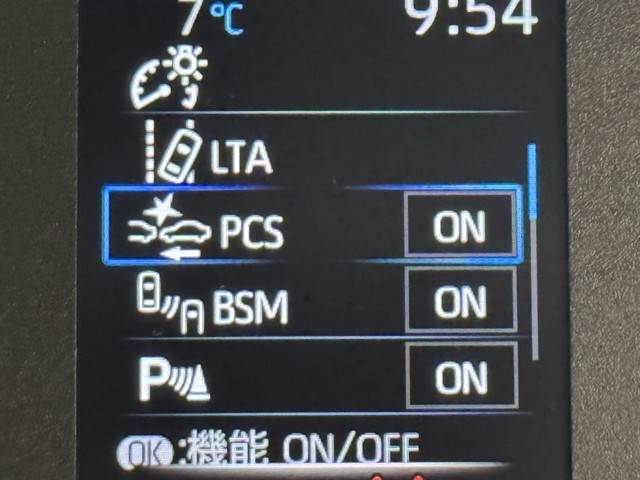 7℃ 9:54
LTA
PCS ON
BSM ON
P ON
OK:機能 ON/OFF